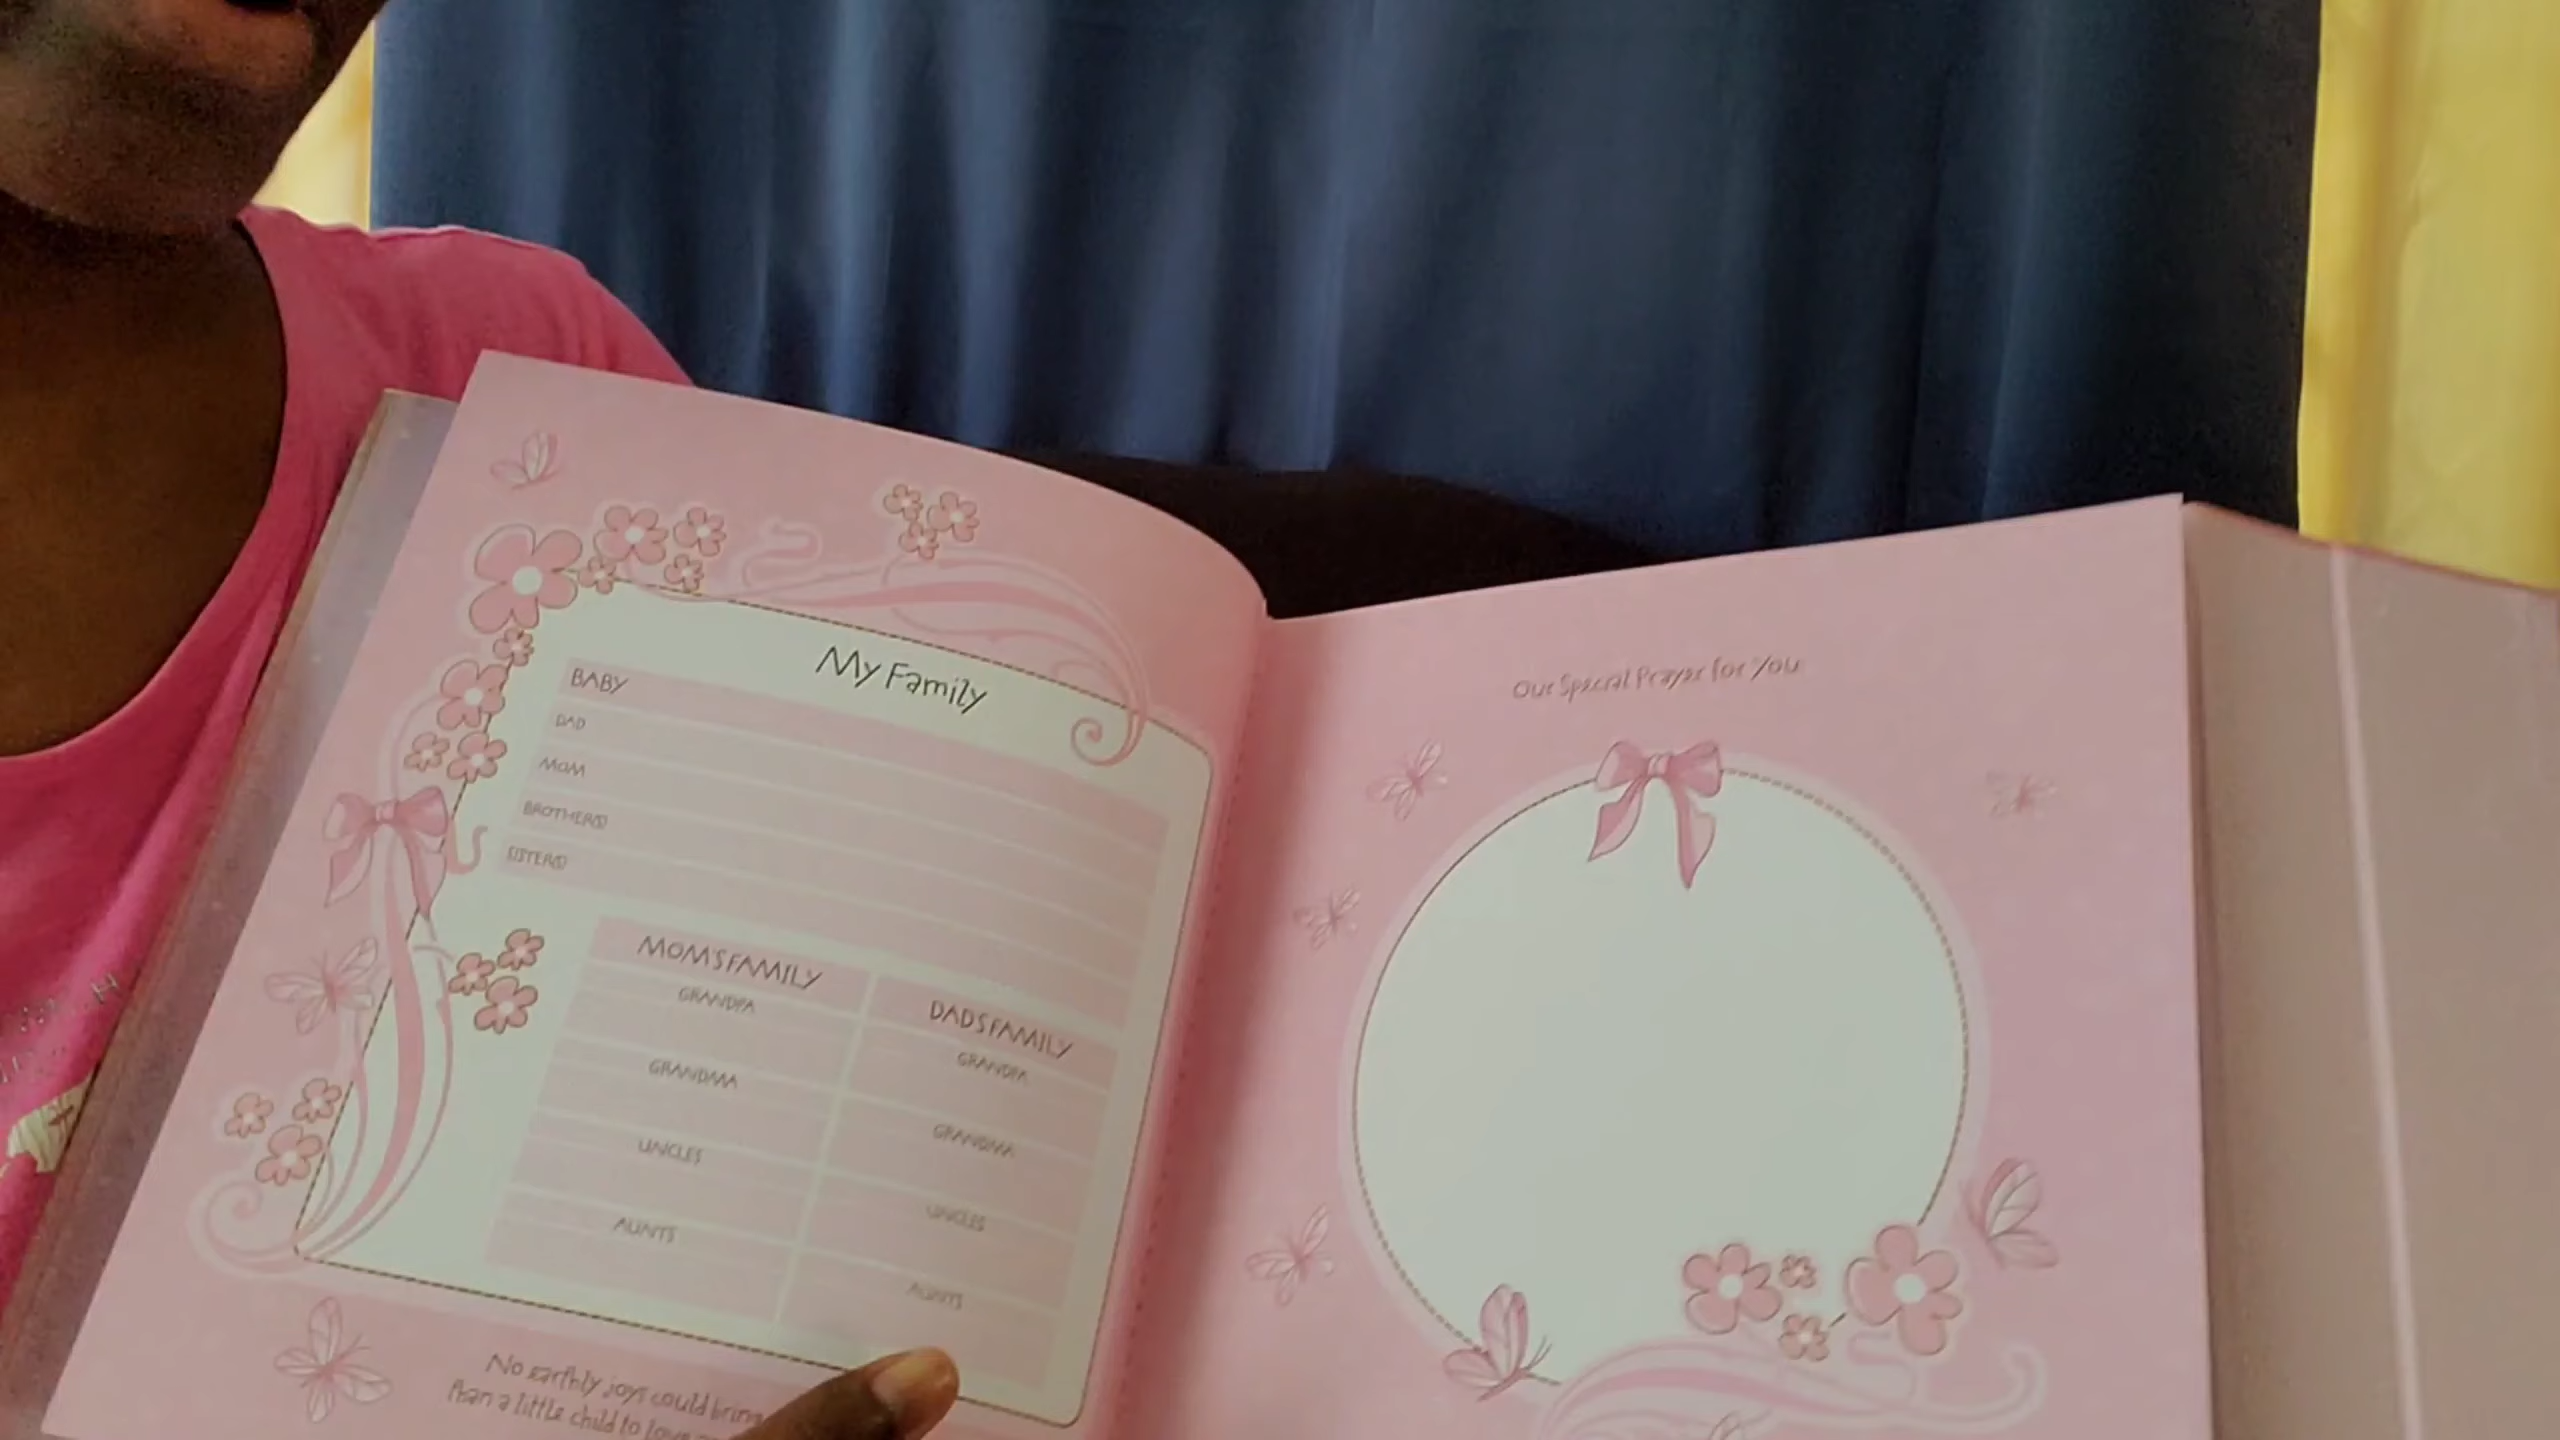 My Family
BABY
DAD
MOM
BROTHER(S)
SISTER(S)
MOM'S FAMILY
GRANDPA
GRANDMA
UNCLES
AUNTS
DAD'S FAMILY
GRANDPA
GRANDMA
UNCLES
AUNTS
No earthly joys could bring
than a little child to love
Our Special Prayer for You